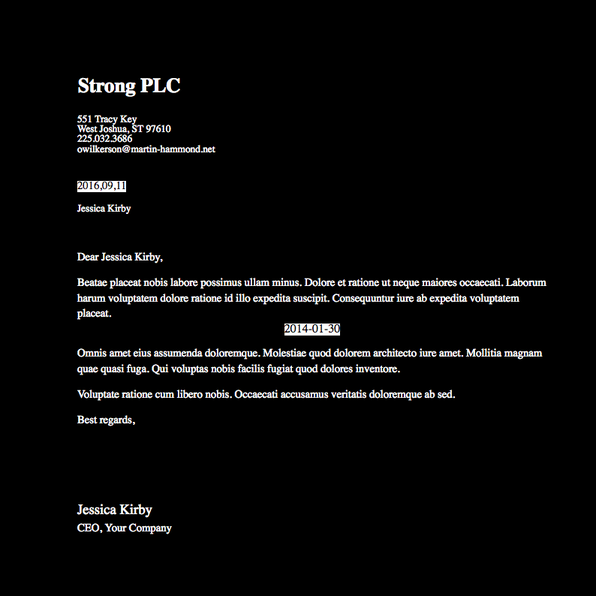 Strong PLC
551 Tracy Key
West Joshua, ST 97610
225.032.3686
owilkerson@martin-hammond.net
2016,09,11
Jessica Kirby
Dear Jessica Kirby,
Beatae placeat nobis labore possimus ullam minus. Dolore et ratione ut neque maiores occaecati. Laborum
harum voluptatem dolore ratione id illo expedita suscipit. Consequuntur iure ab expedita voluptatem
placeat.
2014-01-30
Omnis amet eius assumenda doloremque. Molestiae quod dolorem architecto iure amet. Mollitia magnam
quae quasi fuga. Qui voluptas nobis facilis fugiat quod dolores inventore.
Voluptate ratione cum libero nobis. Occaecati accusamus veritatis doloremque ab sed.
Best regards,
Jessica Kirby
CEO, Your Company